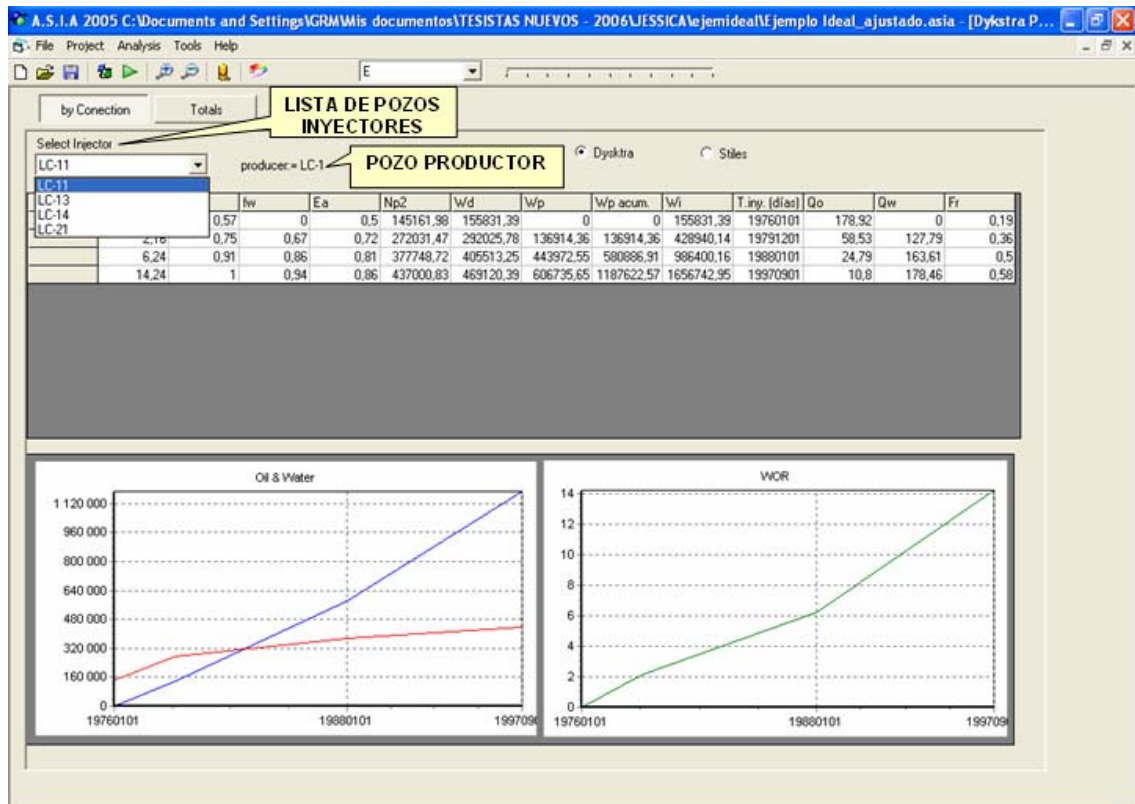 A.S.I.A 2005 C:\Documents and Settings\GRM\Mis documentos\TESISTAS NUEVOS - 2006\JESSICA\ejemideal\Ejemplo Ideal_ajustado.asia - [Dykstra P...
File Project Analysis Tools Help
E
by Conection Totals
LISTA DE POZOS
INYECTORES
Select Injector
LC-11 producer:= LC-1 POZO PRODUCTOR Dysktra Stiles
LC-11
LC-13
LC-14
LC-21
fw Ea Np2 Wd Wp Wp acum. Wi T.iny. (días) Qo Qw Fr
0,57 0 0,5 145161,98 155831,39 0 0 155831,39 19760101 178,92 0 0,19
2,16 0,75 0,67 0,72 272031,47 292025,78 136914,36 136914,36 428940,14 19791201 58,53 127,79 0,36
6,24 0,91 0,86 0,81 377748,72 405513,25 443972,55 580886,91 986400,16 19880101 24,79 163,61 0,5
14,24 1 0,94 0,86 437000,83 469120,39 606735,65 1187622,57 1656742,95 19970901 10,8 178,46 0,58
Oil & Water
1 120 000
960 000
800 000
640 000
480 000
320 000
160 000
0
19760101 19880101 1997090
WOR
14
12
10
8
6
4
2
0
19760101 19880101 199709